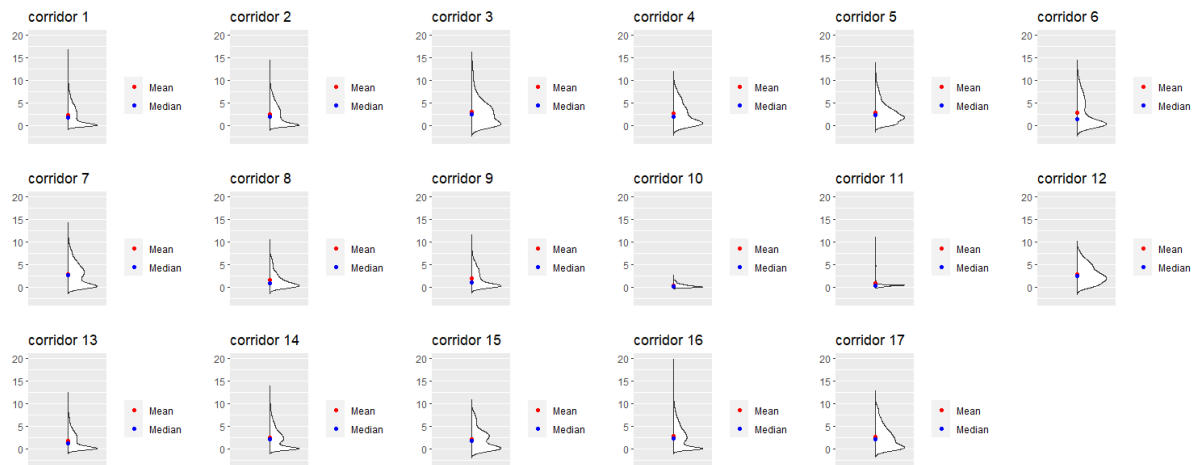 corridor 1
20
15
10
5
0
Mean
Median
corridor 2
20
15
10
5
0
Mean
Median
corridor 3
20
15
10
5
0
Mean
Median
corridor 4
20
15
10
5
0
Mean
Median
corridor 5
20
15
10
5
0
Mean
Median
corridor 6
20
15
10
5
0
Mean
Median
corridor 7
20
15
10
5
0
Mean
Median
corridor 8
20
15
10
5
0
Mean
Median
corridor 9
20
15
10
5
0
Mean
Median
corridor 10
20
15
10
5
0
Mean
Median
corridor 11
20
15
10
5
0
Mean
Median
corridor 12
20
15
10
5
0
Mean
Median
corridor 13
20
15
10
5
0
Mean
Median
corridor 14
20
15
10
5
0
Mean
Median
corridor 15
20
15
10
5
0
Mean
Median
corridor 16
20
15
10
5
0
Mean
Median
corridor 17
20
15
10
5
0
Mean
Median